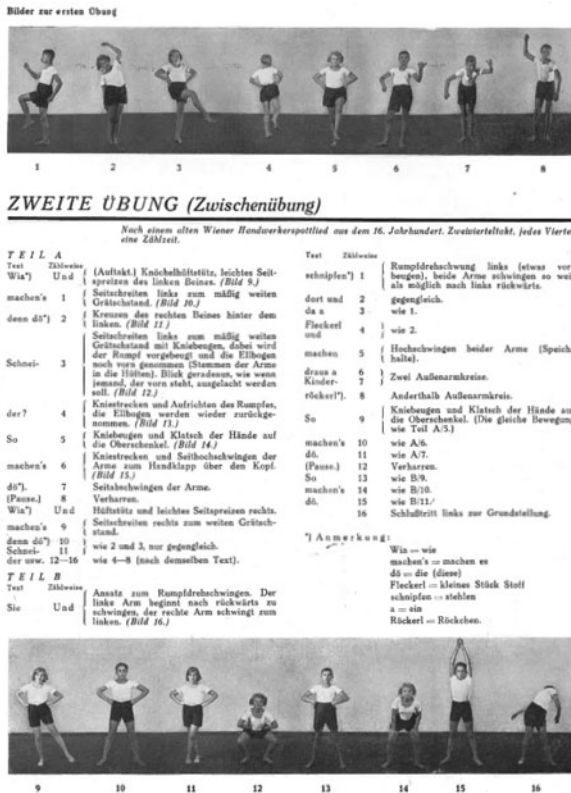 Bilder zur ersten Übung
1 2 3 4 5 6 7 8
ZWEITE ÜBUNG (Zwischenübung)
Nach einem alten Wiener Handwerkerspottlied aus dem 16. Jahrhundert. Zweivierteltakt, jedes Vierte
eine Zählzeit.
TEIL A
Text Zählweise
Wia*) Und (Auftakt.) Knöchelhüftstütz, leichtes Seit-
spreizen des linken Beines. (Bild 9.)
machen's 1 Seitschreiten links zum mäßig weiten
Grätschstand. (Bild 10.)
denn dö*) 2 Kreuzen des rechten Beines hinter dem
linken. (Bild 11.)
Schnei- 3 Seitschreiten links zum mäßig weiten
Grätschstand mit Kniebeugen, dabei wird
der Rumpf vorgebeugt und die Ellbogen
nach vorn genommen (Stemmen der Arme
in die Hüften). Blick geradeaus, wie wenn
jemand, der vorn steht, ausgelacht werden
soll. (Bild 12.)
der? 4 Kniestrecken und Aufrichten des Rumpfes,
die Ellbogen werden wieder zurückge-
nommen. (Bild 13.)
So 5 Kniebeugen und Klatsch der Hände auf
die Oberschenkel. (Bild 14.)
machen's 6 Kniestrecken und Seithochschwingen der
Arme zum Handklapp über den Kopf.
(Bild 15.)
dö*). 7 Seitabschwingen der Arme.
(Pause.) 8 Verharren.
Wia*) Und Hüftstütz und leichtes Seitspreizen rechts.
machen's 9 Seitschreiten rechts zum weiten Grätsch-
stand.
denn dö*) 10
Schnei- 11 wie 2 und 3, nur gegengleich.
der usw. 12—16 wie 4—8 (nach demselben Text).
TEIL B
Text Zählweise
Sie Und Ansatz zum Rumpfdrehschwingen. Der
linke Arm beginnt nach rückwärts zu
schwingen, der rechte Arm schwingt zum
linken. (Bild 16.)
Text Zählweise
schnipfen*) 1 Rumpfdrehschwung links (etwas vor-
beugen), beide Arme schwingen so wei
als möglich nach links rückwärts.
dort und 2 gegengleich.
da a 3 wie 1.
Fleckerl
und 4 wie 2.
machen 5 Hochschwingen beider Arme (Speich
halte).
draus a 6
Kinder- 7 Zwei Außenarmkreise.
röckerl*). 8 Anderthalb Außenarmkreis.
So 9 Kniebeugen und Klatsch der Hände au
die Oberschenkel. (Die gleiche Bewegung
wie Teil A/5.)
machen's 10 wie A/6.
dö. 11 wie A/7.
(Pause.) 12 Verharren.
So 13 wie B/9.
machen's 14 wie B/10.
dö. 15 wie B/11.
16 Schlußtritt links zur Grundstellung.
*) Anmerkung:
Wia = wie
machen's = machen es
dö = die (diese)
Fleckerl = kleines Stück Stoff
schnipfen = stehlen
a = ein
Röckerl = Röckchen.
9 10 11 12 13 14 15 16